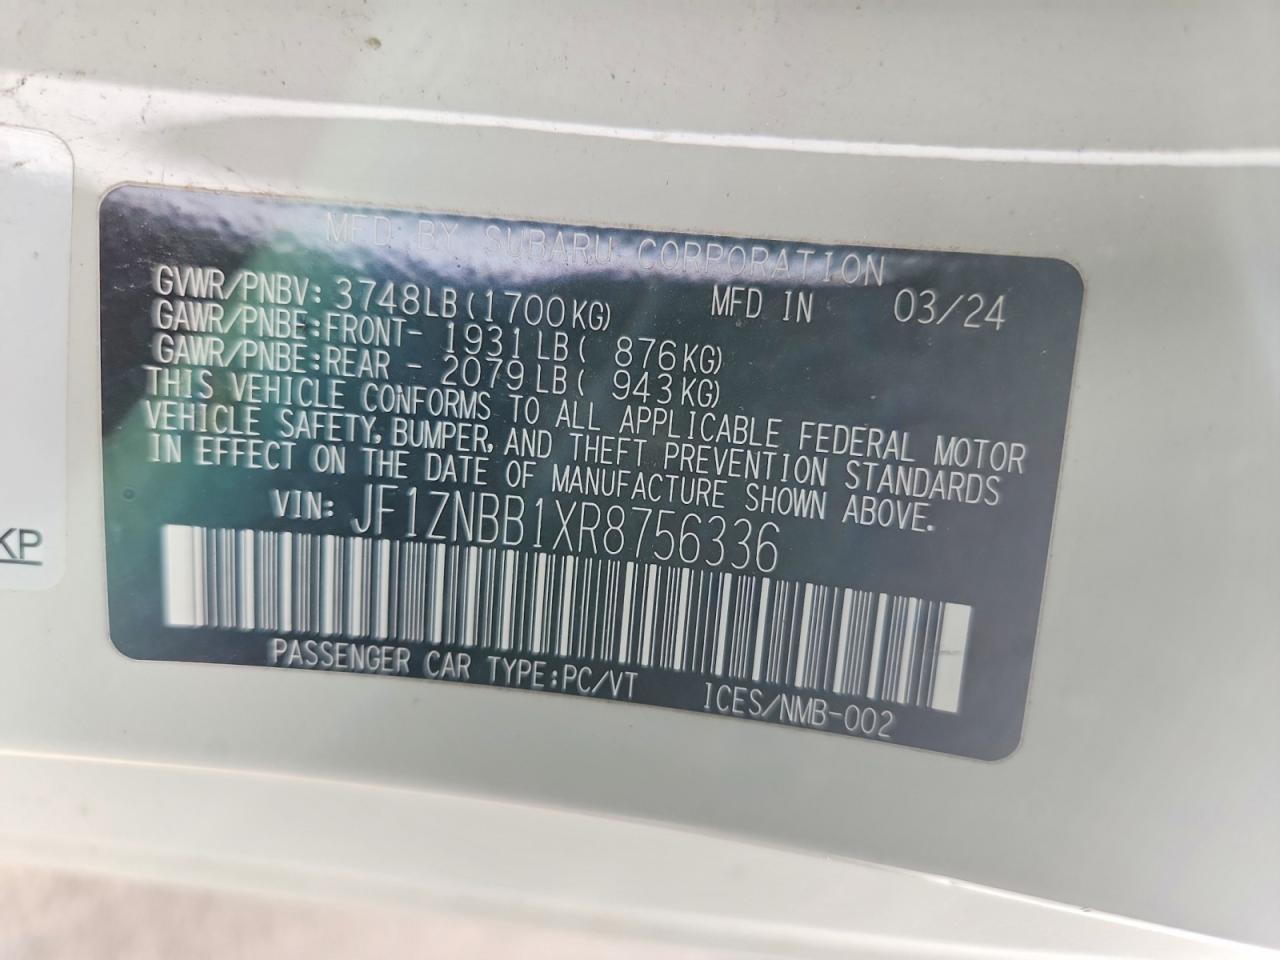 MFD BY SUBARU CORPORATION
GVWR/PNBV: 3748LB(1700KG) MFD IN 03/24
GAWR/PNBE:FRONT- 1931LB( 876KG)
GAWR/PNBE:REAR - 2079LB( 943KG)
THIS VEHICLE CONFORMS TO ALL APPLICABLE FEDERAL MOTOR
VEHICLE SAFETY, BUMPER, AND THEFT PREVENTION STANDARDS
IN EFFECT ON THE DATE OF MANUFACTURE SHOWN ABOVE.
VIN: JF1ZNBB1XR8756336
PASSENGER CAR TYPE:PC/VT ICES/NMB-002
KP